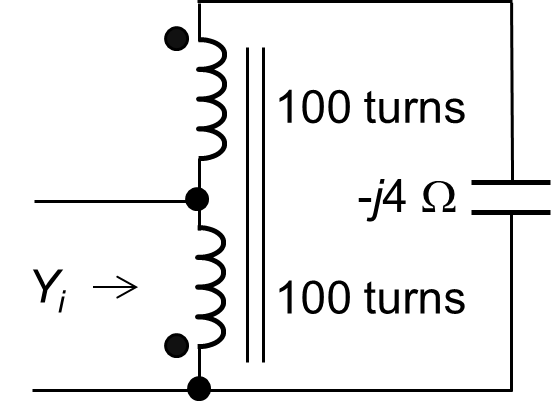 100 turns
-j4 Ω
Yᵢ →
100 turns